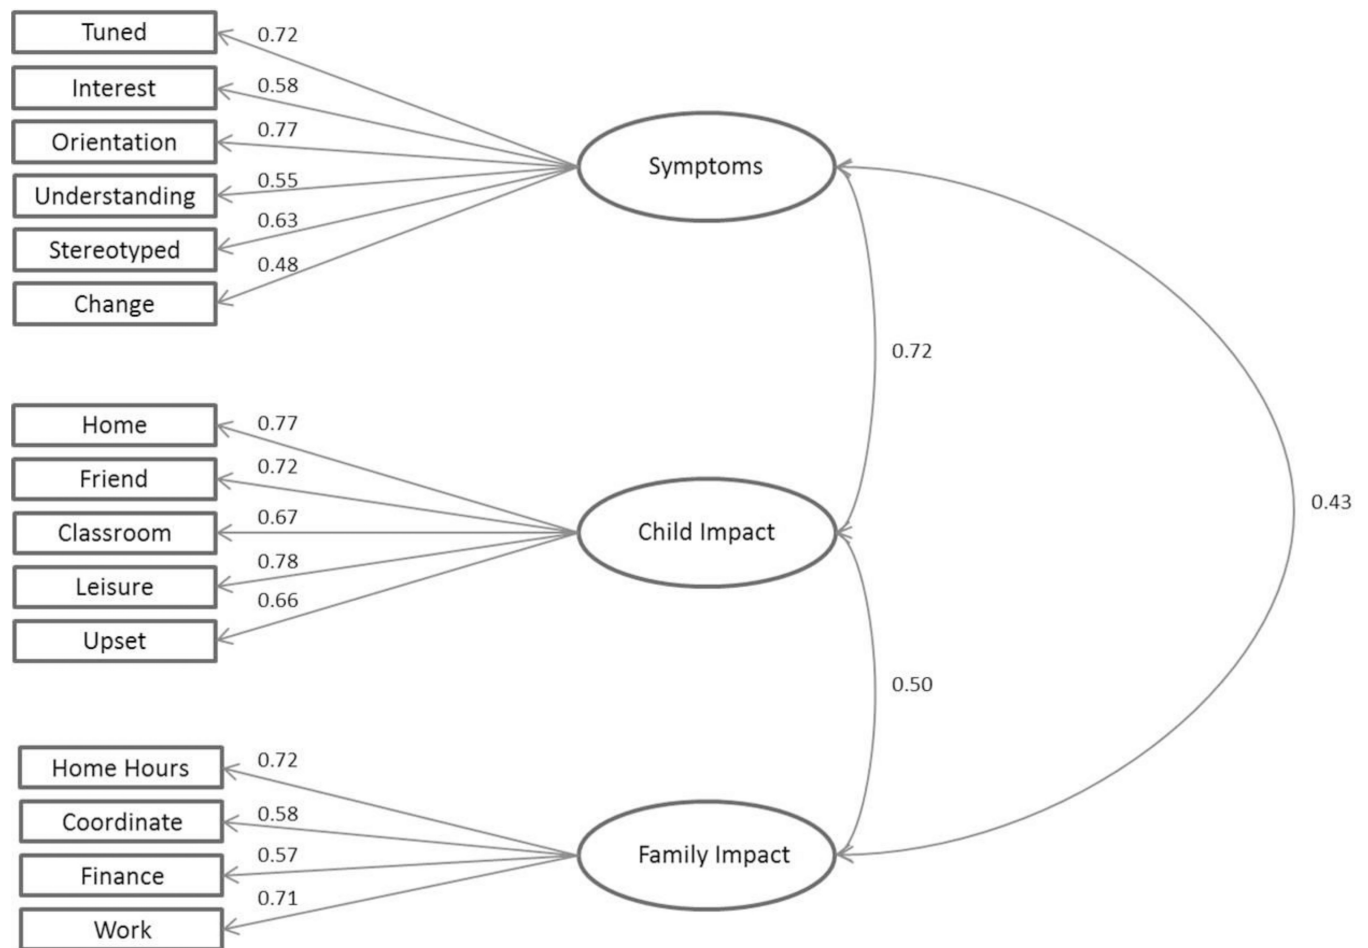 Tuned
0.72
Interest
0.58
Orientation
0.77
Understanding
0.55
Stereotyped
0.63
Change
0.48
Symptoms
0.72
Home
0.77
Friend
0.72
Classroom
0.67
Leisure
0.78
Upset
0.66
Child Impact
0.43
0.50
Home Hours
0.72
Coordinate
0.58
Finance
0.57
Work
0.71
Family Impact